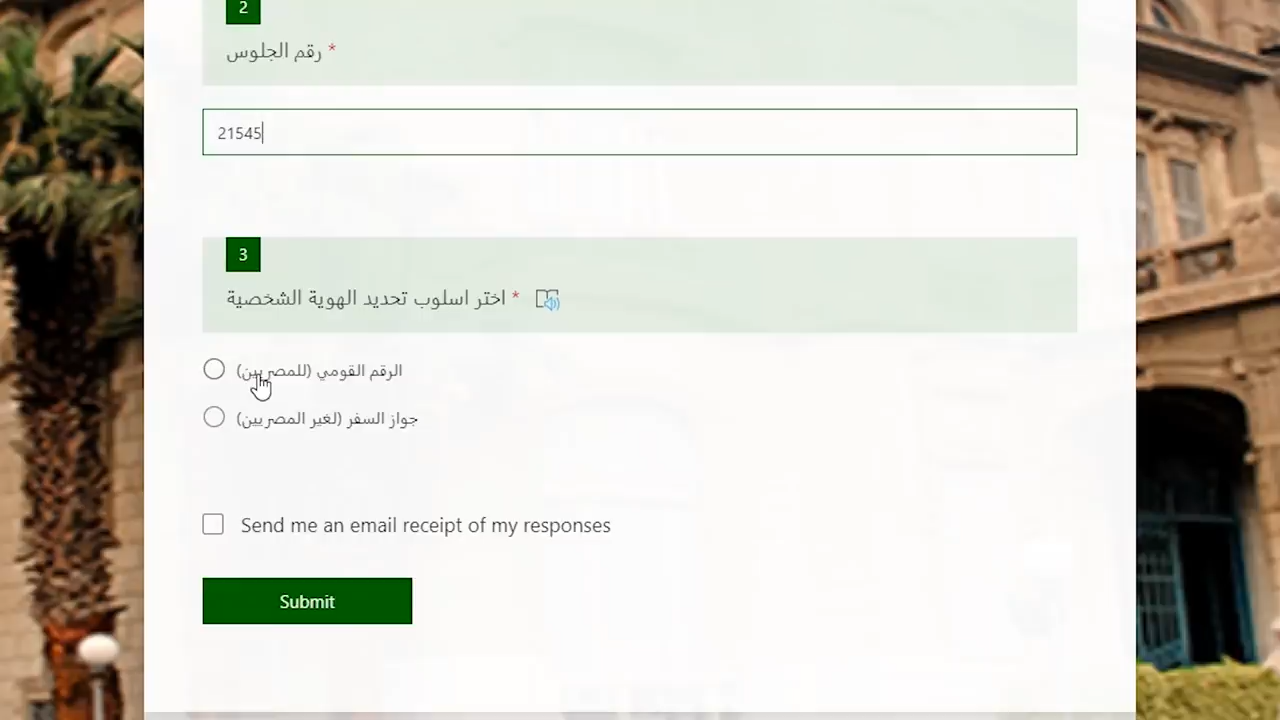 2
رقم الجلوس *
21545
3
اختر اسلوب تحديد الهوية الشخصية *
الرقم القومي (للمصريين)
جواز السفر (لغير المصريين)
Send me an email receipt of my responses
Submit